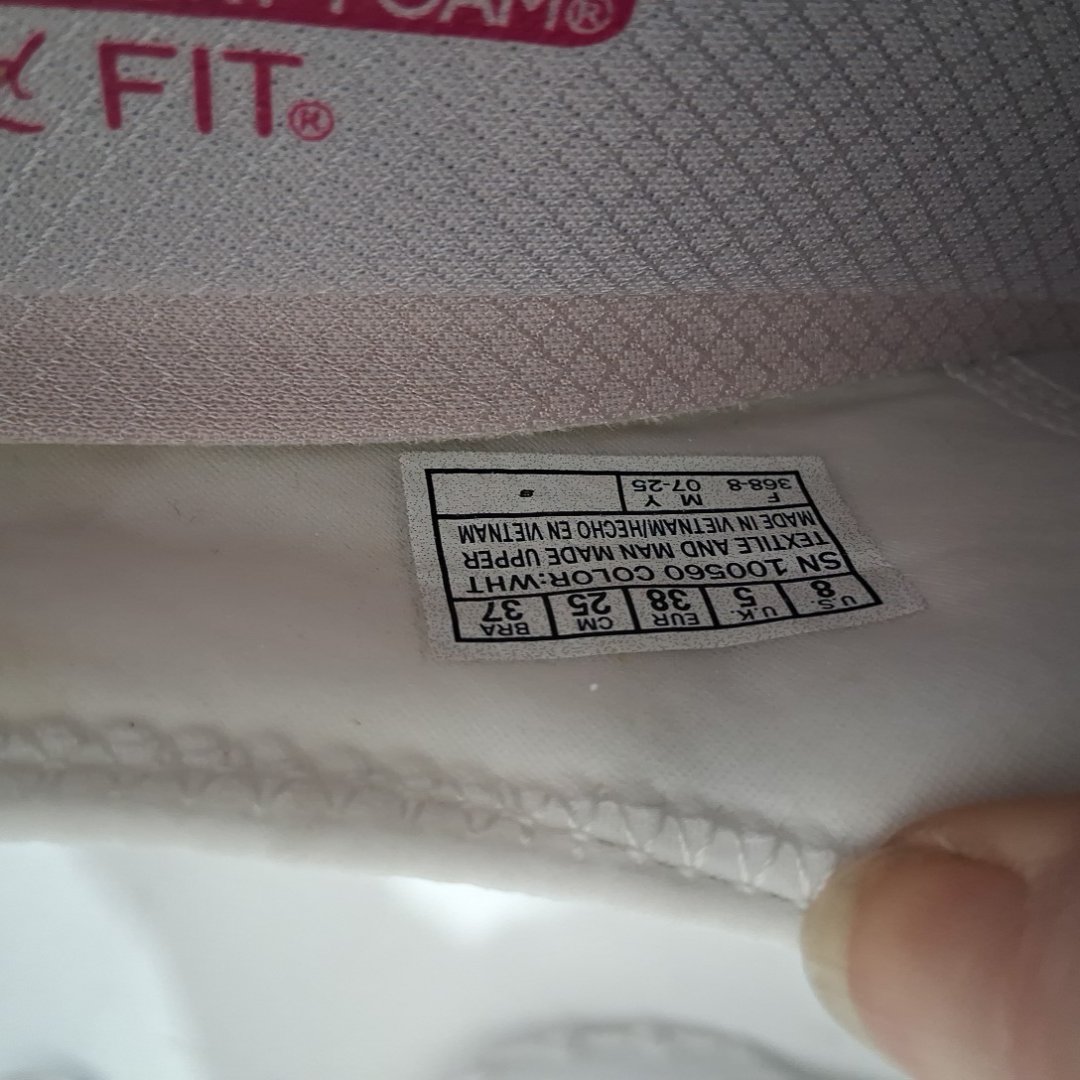 FOAM®
FIT®
U.S. U.K. EUR CM BRA
8 5 38 25 37
SN 100560 COLOR:WHT
TEXTILE AND MAN MADE UPPER
MADE IN VIETNAM/HECHO EN VIETNAM
F M Y
368-8 07-25